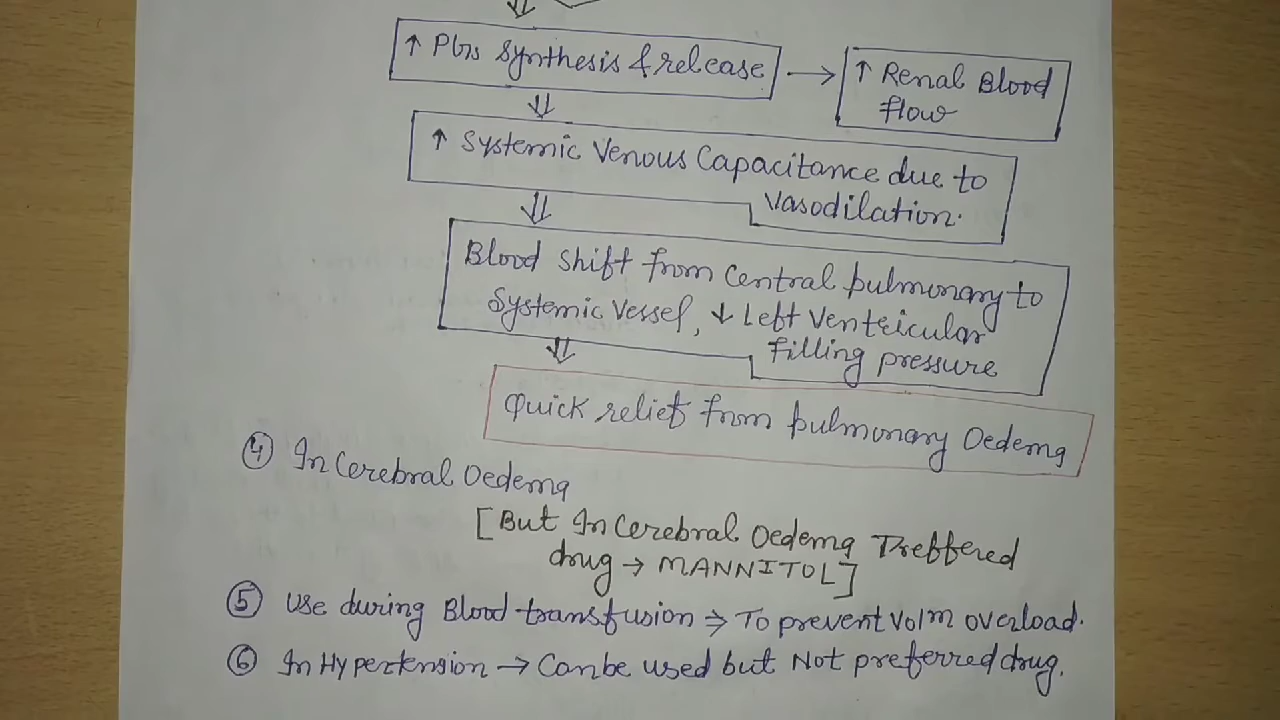 ↑ PGs Synthesis & release → ↑ Renal Blood
flow
⇓
↑ Systemic Venous Capacitance due to
Vasodilation.
⇓
Blood Shift from Central pulmonary to
Systemic Vessel, ↓ Left Ventricular
Filling pressure
⇓
Quick relief from pulmonary Oedema
④ In Cerebral Oedema
[But In Cerebral Oedema Preffered
drug → MANNITOL]
⑤ Use during Blood transfusion ⇒ To prevent Volm overload.
⑥ In Hypertension → Can be used but Not preferred drug.